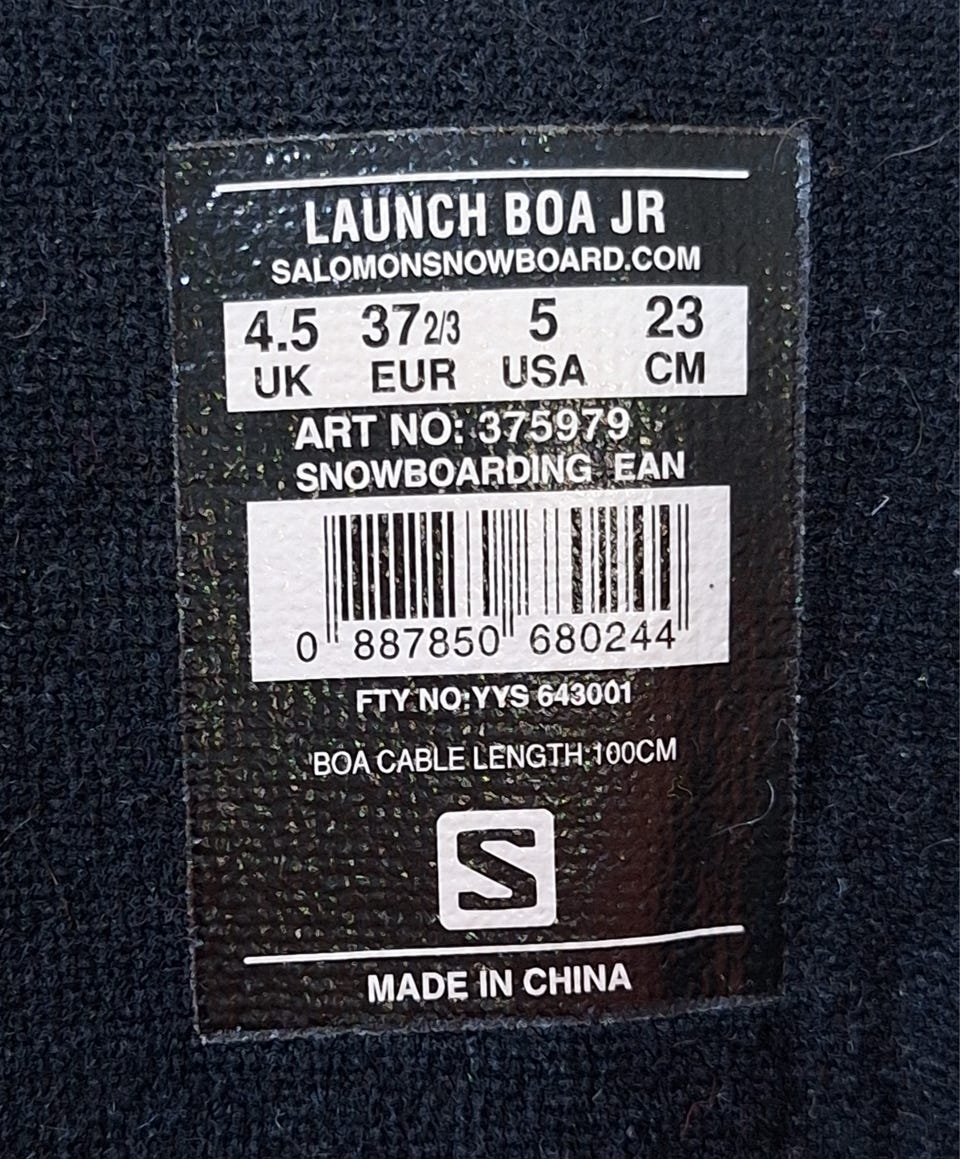 LAUNCH BOA JR
SALOMONSNOWBOARD.COM
4.5 37 2/3 5 23
UK EUR USA CM
ART NO: 375979
SNOWBOARDING EAN
0 887850 680244
FTY NO:YYS 643001
BOA CABLE LENGTH:100CM
S
MADE IN CHINA